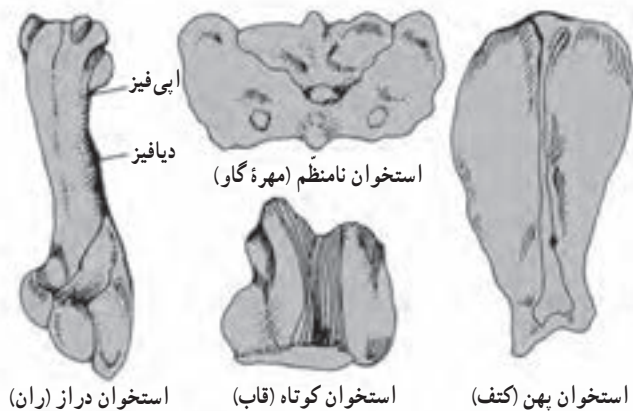 اپی‌فیز
دیافیز
استخوان نامنظّم (مهرهٔ گاو)
استخوان پهن (کتف)
استخوان کوتاه (قاب)
استخوان دراز (ران)